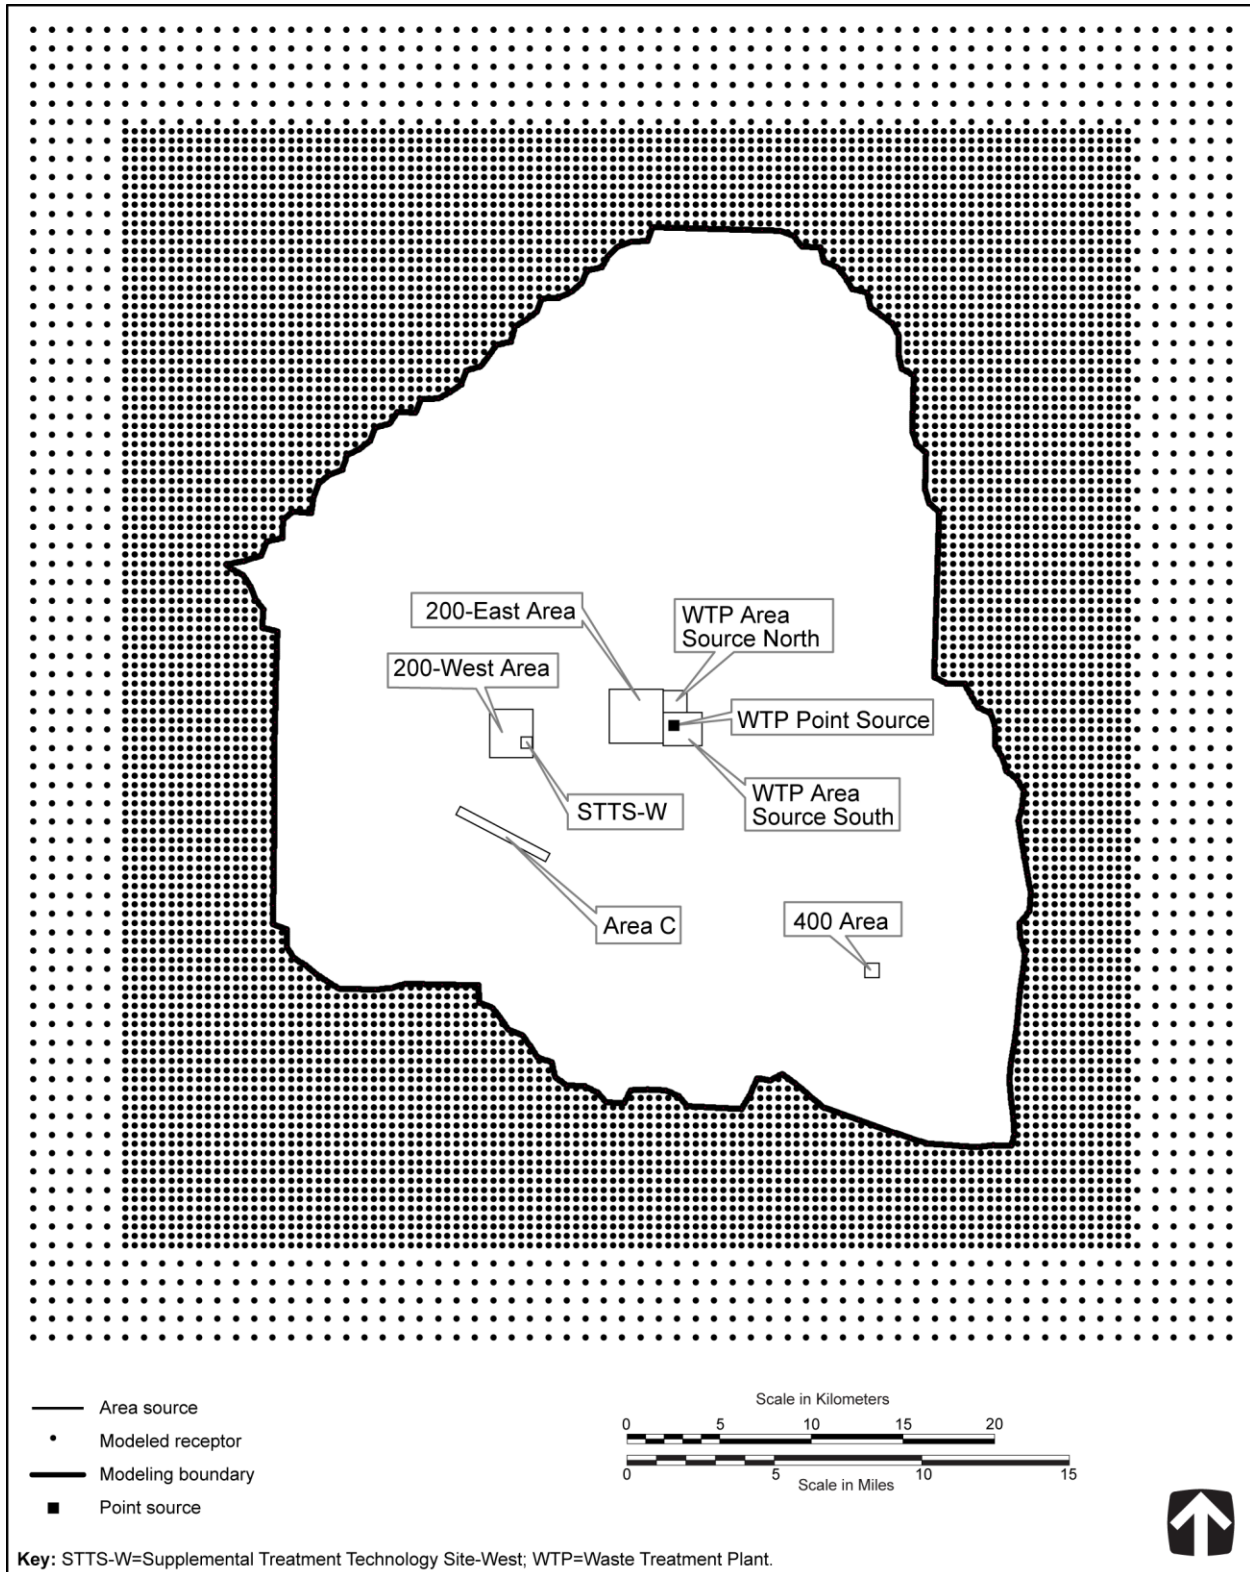 200-East Area
WTP Area
Source North
200-West Area
WTP Point Source
STTS-W
WTP Area
Source South
Area C
400 Area
Area source
Modeled receptor
Modeling boundary
Point source
Scale in Kilometers
0 5 10 15 20
0 5 10 15
Scale in Miles
Key: STTS-W=Supplemental Treatment Technology Site-West; WTP=Waste Treatment Plant.